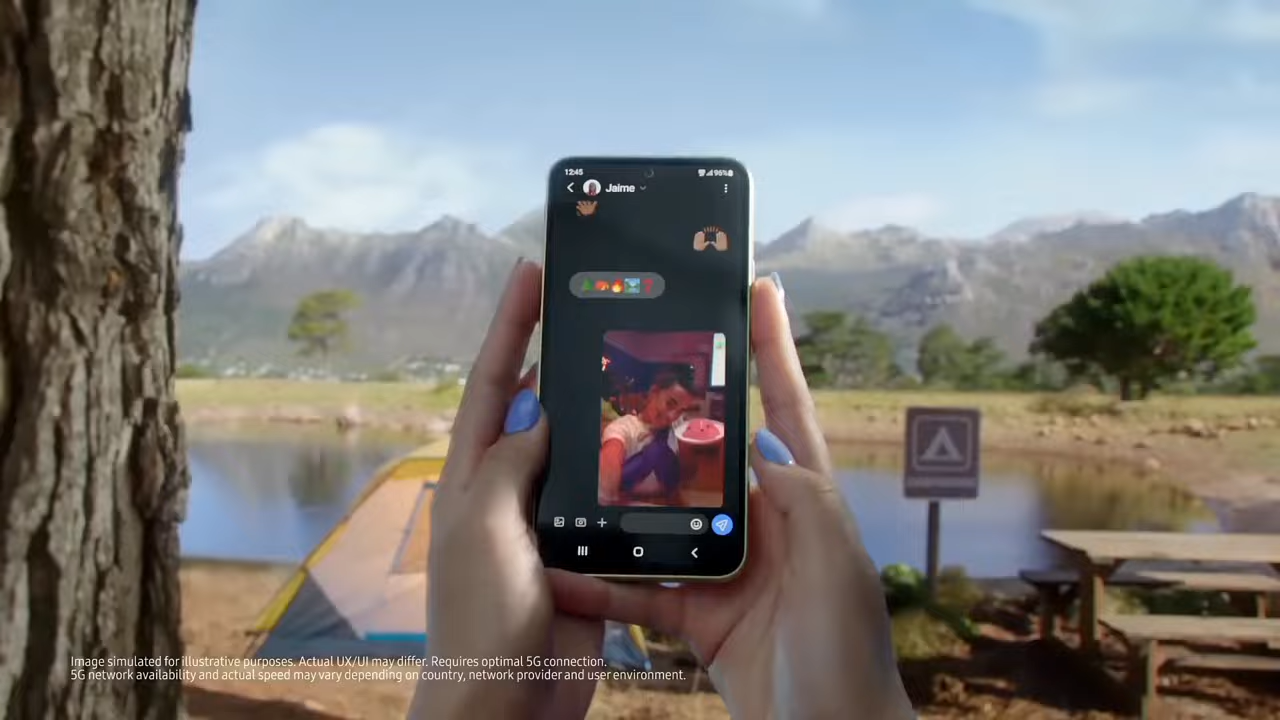 12:45
96%
Jaime
Image simulated for illustrative purposes. Actual UX/UI may differ. Requires optimal 5G connection.
5G network availability and actual speed may vary depending on country, network provider and user environment.